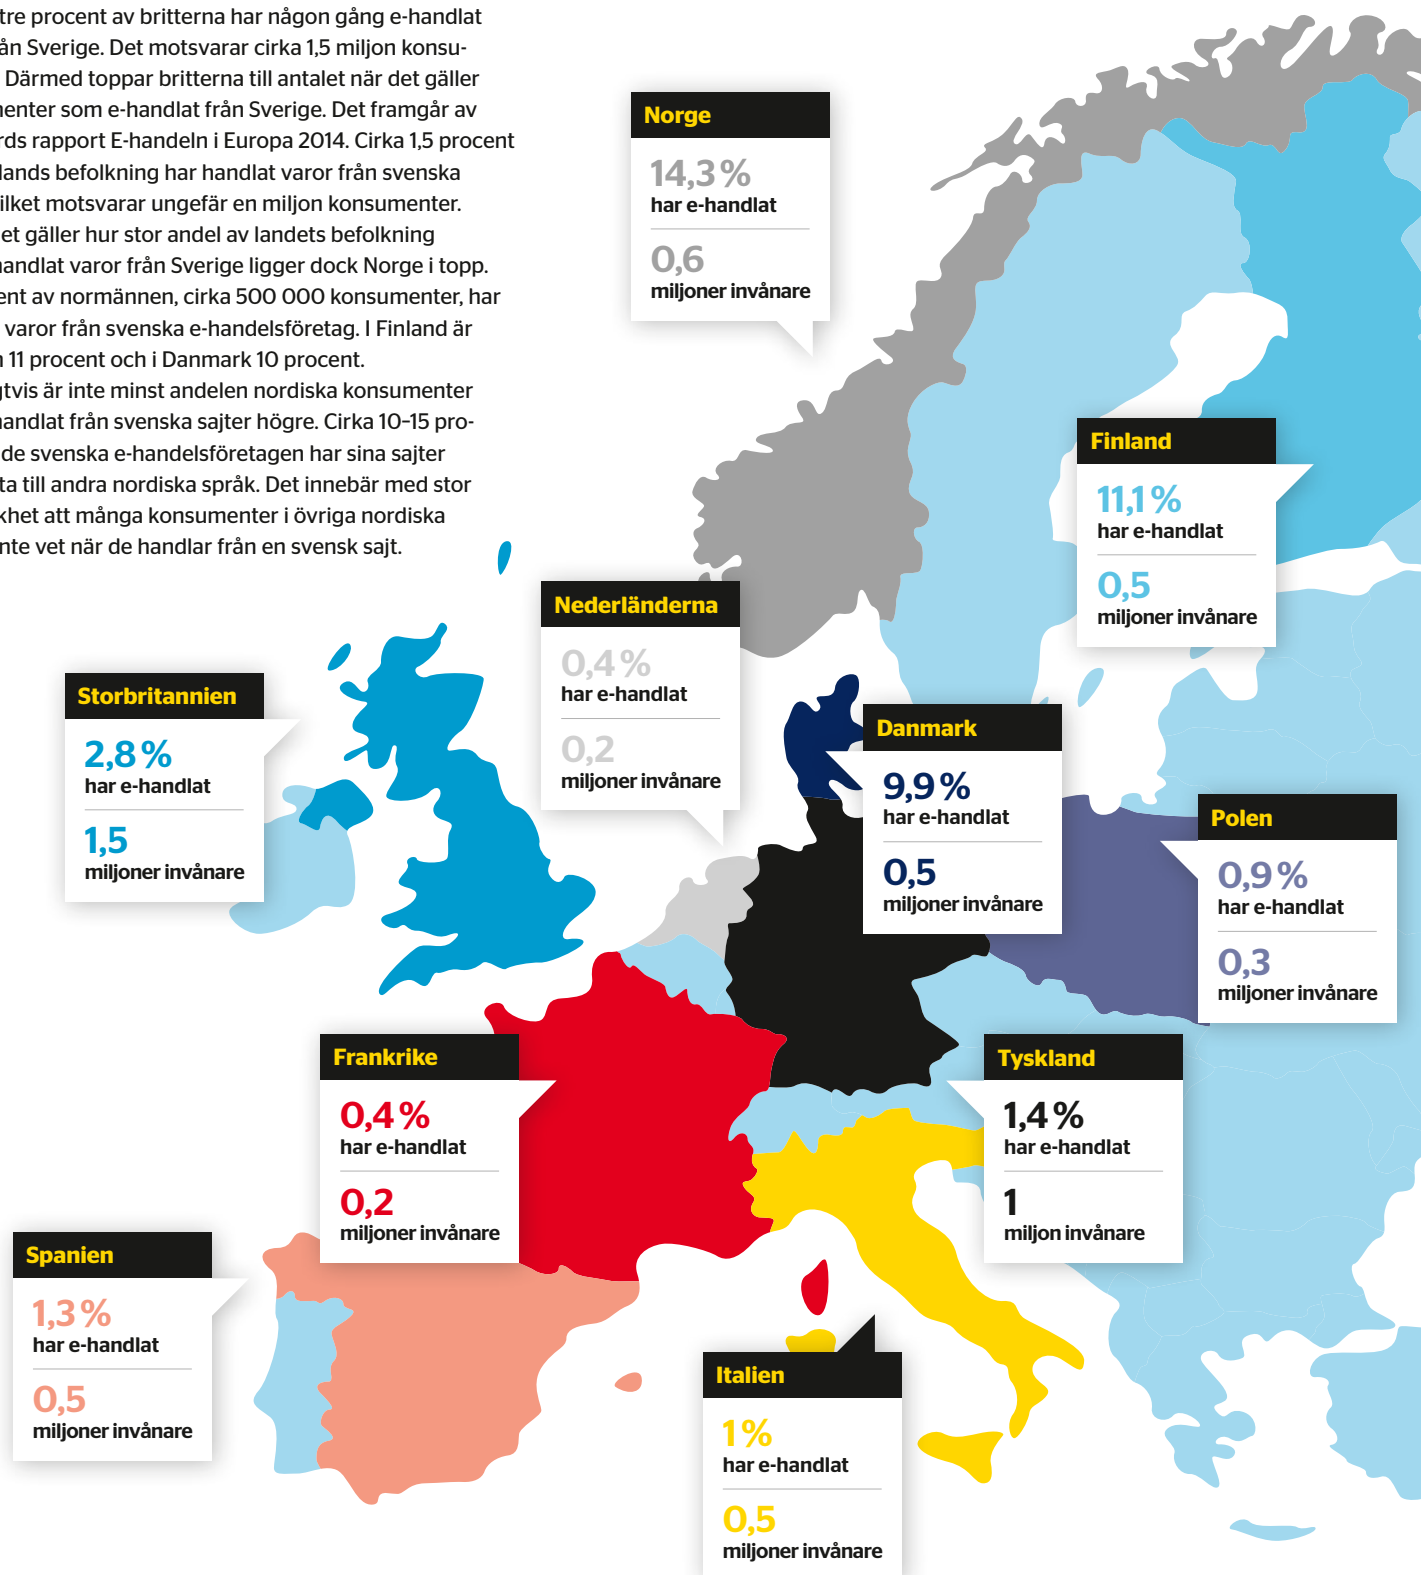 tre procent av britterna har någon gång e-handlat
ån Sverige. Det motsvarar cirka 1,5 miljon konsu-
Därmed toppar britterna till antalet när det gäller
enter som e-handlat från Sverige. Det framgår av
rds rapport E-handeln i Europa 2014. Cirka 1,5 procent
lands befolkning har handlat varor från svenska
ilket motsvarar ungefär en miljon konsumenter.
et gäller hur stor andel av landets befolkning
handlat varor från Sverige ligger dock Norge i topp.
ent av normännen, cirka 500 000 konsumenter, har
varor från svenska e-handelsföretag. I Finland är
n 11 procent och i Danmark 10 procent.
gtvis är inte minst andelen nordiska konsumenter
handlat från svenska sajter högre. Cirka 10–15 pro-
de svenska e-handelsföretagen har sina sajter
ta till andra nordiska språk. Det innebär med stor
khet att många konsumenter i övriga nordiska
nte vet när de handlar från en svensk sajt.
Norge
14,3 %
har e-handlat
0,6
miljoner invånare
Finland
11,1 %
har e-handlat
0,5
miljoner invånare
Nederländerna
0,4 %
har e-handlat
0,2
miljoner invånare
Storbritannien
2,8 %
har e-handlat
1,5
miljoner invånare
Danmark
9,9 %
har e-handlat
0,5
miljoner invånare
Polen
0,9 %
har e-handlat
0,3
miljoner invånare
Frankrike
0,4 %
har e-handlat
0,2
miljoner invånare
Tyskland
1,4 %
har e-handlat
1
miljon invånare
Spanien
1,3 %
har e-handlat
0,5
miljoner invånare
Italien
1 %
har e-handlat
0,5
miljoner invånare